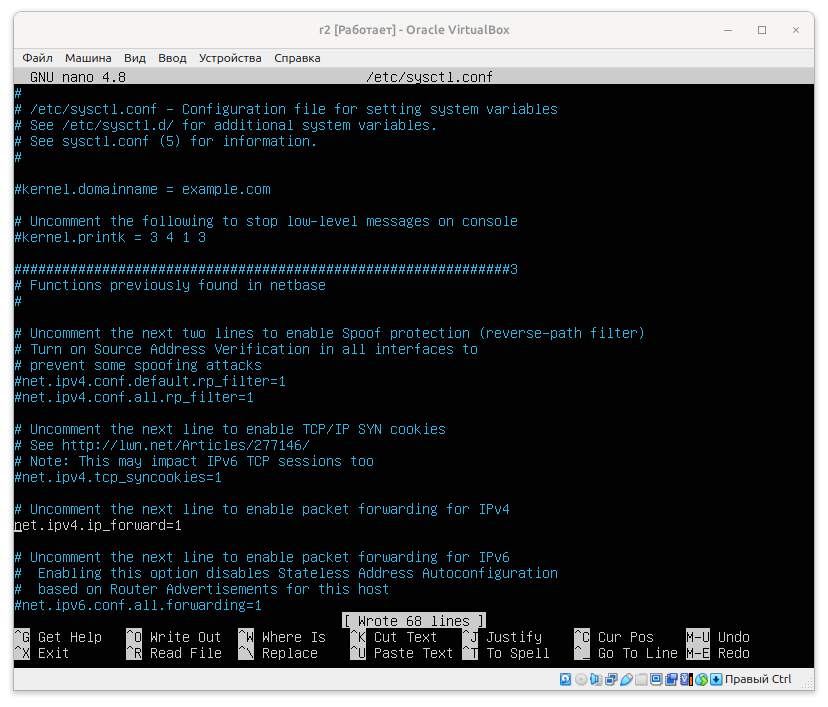 r2 [Работает] - Oracle VirtualBox
Файл Машина Вид Ввод Устройства Справка
GNU nano 4.8 /etc/sysctl.conf
#
# /etc/sysctl.conf - Configuration file for setting system variables
# See /etc/sysctl.d/ for additional system variables.
# See sysctl.conf (5) for information.
#
#kernel.domainname = example.com
# Uncomment the following to stop low-level messages on console
#kernel.printk = 3 4 1 3
##############################################################3
# Functions previously found in netbase
#
# Uncomment the next two lines to enable Spoof protection (reverse-path filter)
# Turn on Source Address Verification in all interfaces to
# prevent some spoofing attacks
#net.ipv4.conf.default.rp_filter=1
#net.ipv4.conf.all.rp_filter=1
# Uncomment the next line to enable TCP/IP SYN cookies
# See http://lwn.net/Articles/277146/
# Note: This may impact IPv6 TCP sessions too
#net.ipv4.tcp_syncookies=1
# Uncomment the next line to enable packet forwarding for IPv4
net.ipv4.ip_forward=1
# Uncomment the next line to enable packet forwarding for IPv6
#  Enabling this option disables Stateless Address Autoconfiguration
#  based on Router Advertisements for this host
#net.ipv6.conf.all.forwarding=1
[ Wrote 68 lines ]
^G Get Help ^O Write Out ^W Where Is ^K Cut Text ^J Justify ^C Cur Pos M-U Undo
^X Exit ^R Read File ^\ Replace ^U Paste Text ^T To Spell ^_ Go To Line M-E Redo
Правый Ctrl